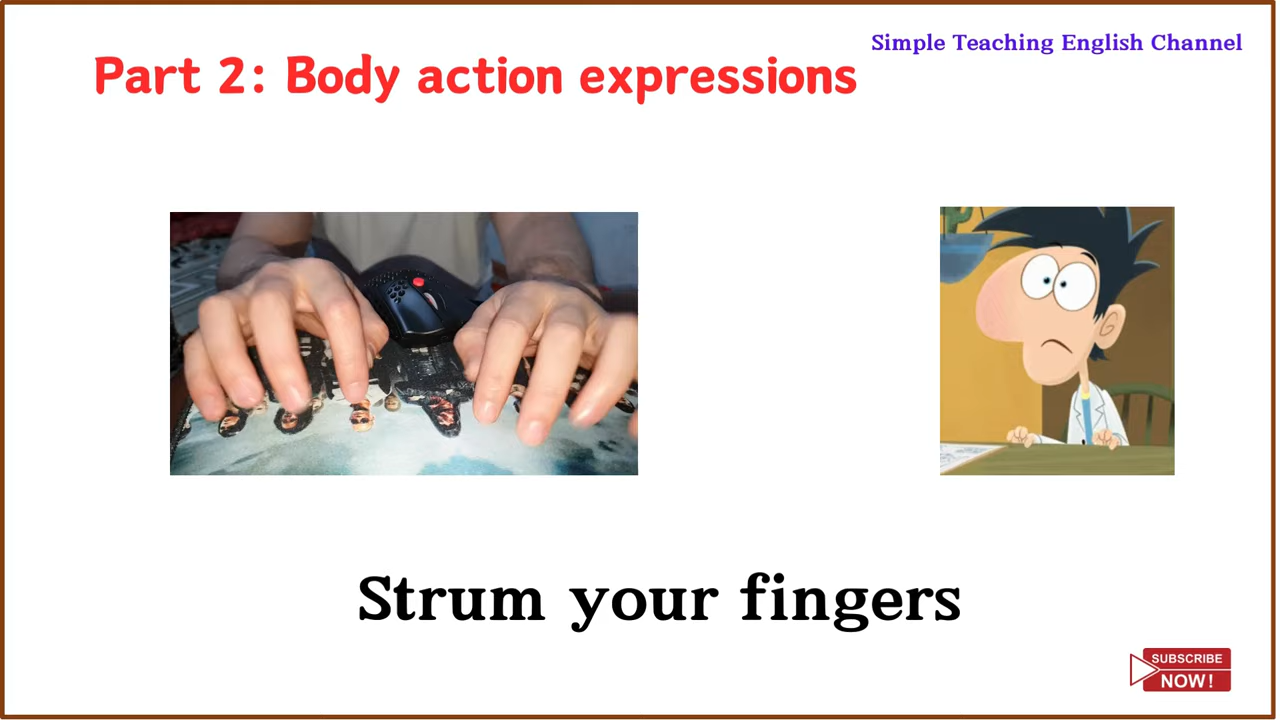 Simple Teaching English Channel
Part 2: Body action expressions
Strum your fingers
SUBSCRIBE
NOW!